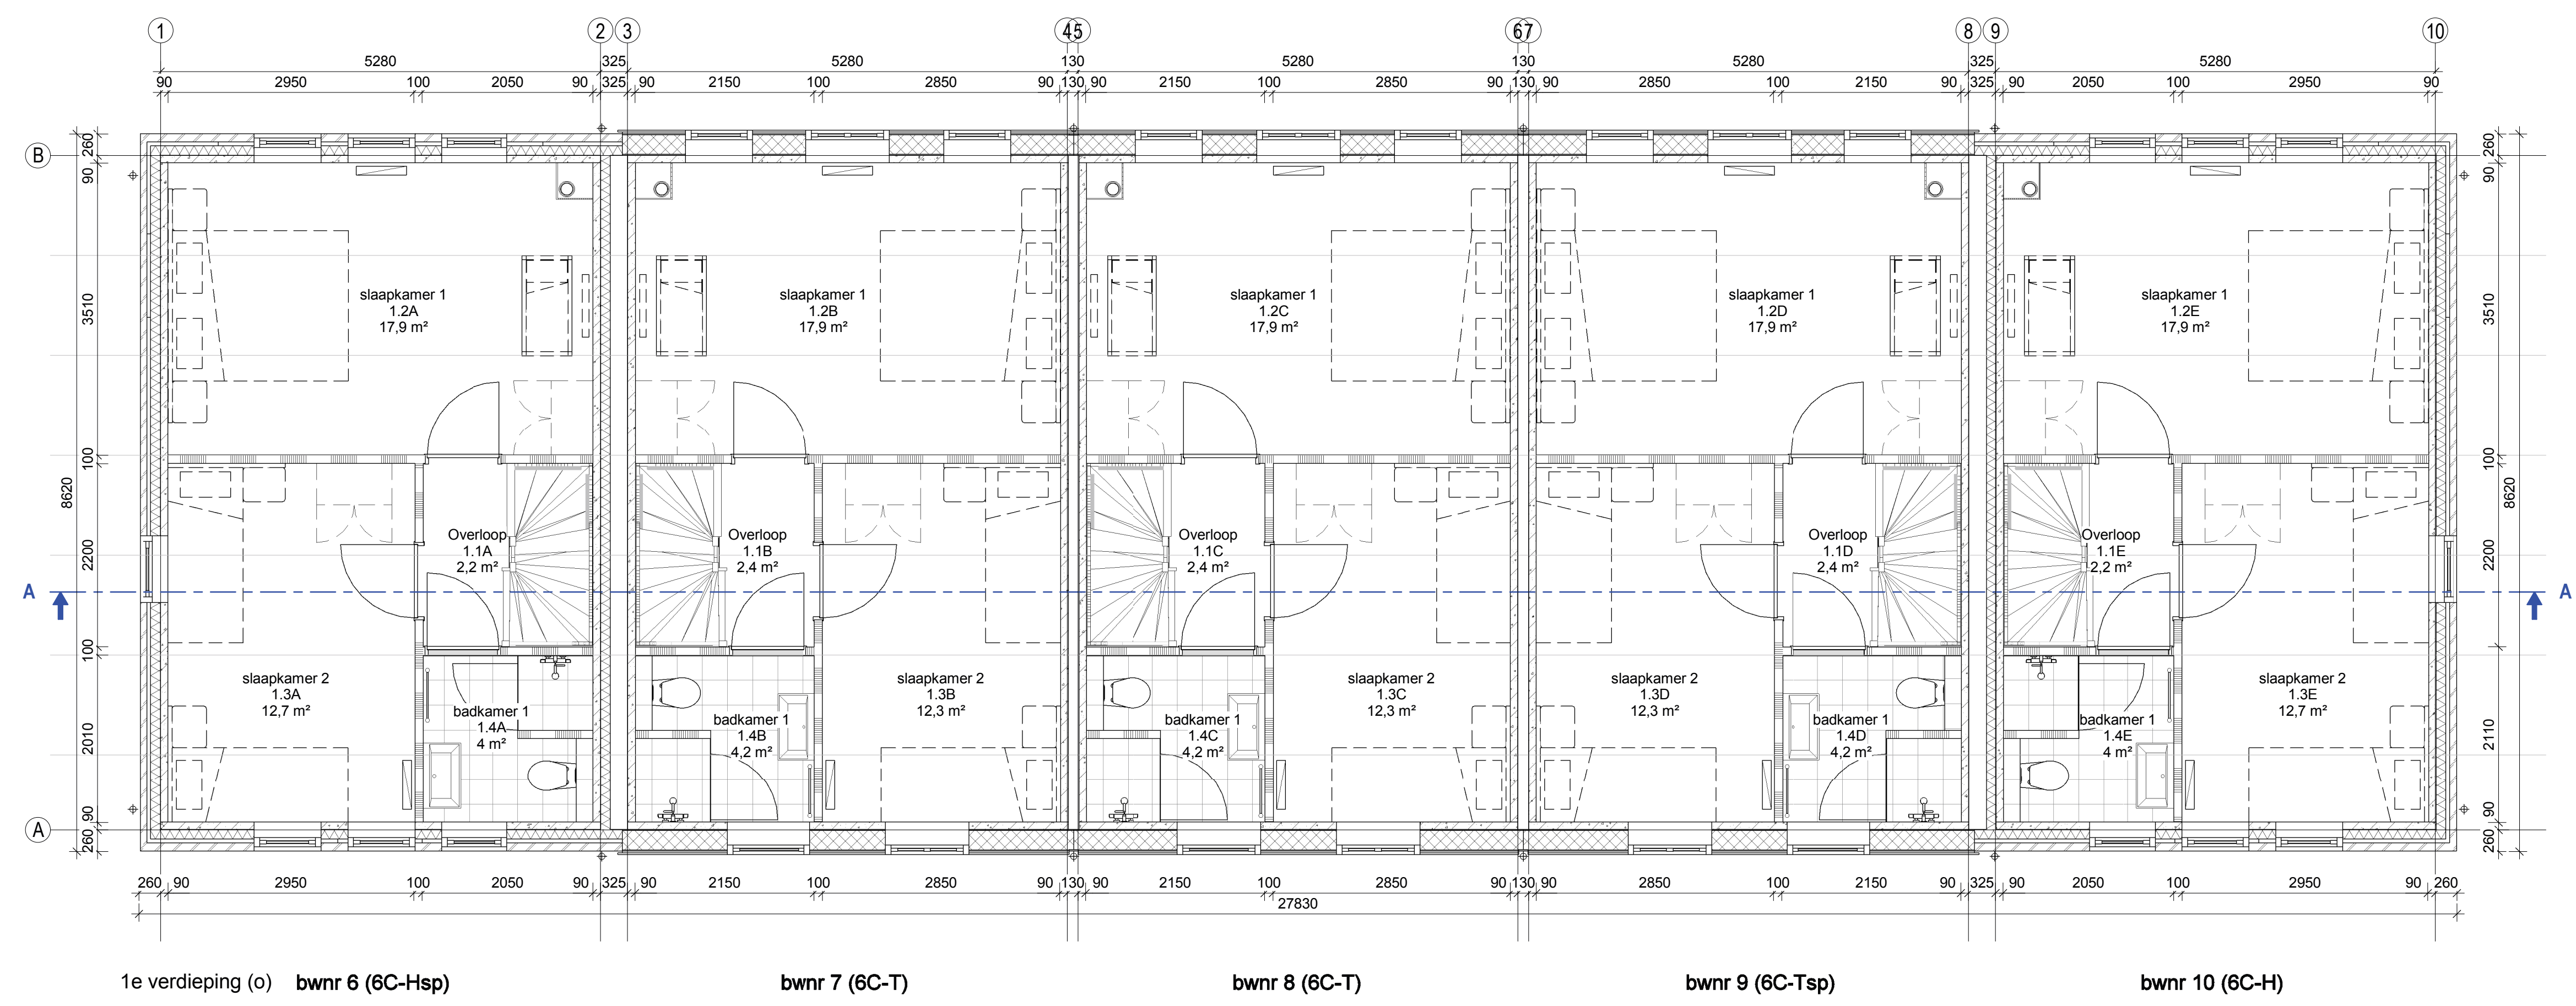 1 2 3 4 5 6 7 8 9 10
5280 325 5280 130 5280 130 5280 325 5280
90 2950 100 2050 90 325 90 2150 100 2850 90 130 90 2150 100 2850 90 130 90 2850 100 2150 90 325 90 2050 100 2950 90
B
260
90
3510
100
8620
2200
100
2010
90
260
A
260
90
3510
100
8620
2200
2110
90
260
slaapkamer 1
1.2A
17,9 m²
slaapkamer 1
1.2B
17,9 m²
slaapkamer 1
1.2C
17,9 m²
slaapkamer 1
1.2D
17,9 m²
slaapkamer 1
1.2E
17,9 m²
Overloop
1.1A
2,2 m²
Overloop
1.1B
2,4 m²
Overloop
1.1C
2,4 m²
Overloop
1.1D
2,4 m²
Overloop
1.1E
2,2 m²
A A
slaapkamer 2
1.3A
12,7 m²
badkamer 1
1.4A
4 m²
badkamer 1
1.4B
4,2 m²
slaapkamer 2
1.3B
12,3 m²
badkamer 1
1.4C
4,2 m²
slaapkamer 2
1.3C
12,3 m²
slaapkamer 2
1.3D
12,3 m²
badkamer 1
1.4D
4,2 m²
badkamer 1
1.4E
4 m²
slaapkamer 2
1.3E
12,7 m²
260 90 2950 100 2050 90 325 90 2150 100 2850 90 130 90 2150 100 2850 90 130 90 2850 100 2150 90 325 90 2050 100 2950 90 260
27830
1e verdieping (o) bwnr 6 (6C-Hsp) bwnr 7 (6C-T) bwnr 8 (6C-T) bwnr 9 (6C-Tsp) bwnr 10 (6C-H)